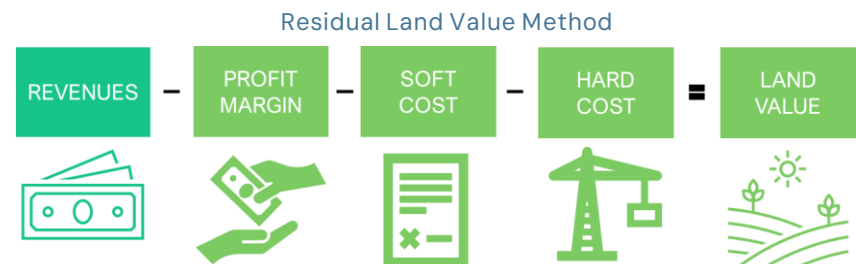 Residual Land Value Method
REVENUES - PROFIT MARGIN - SOFT COST - HARD COST = LAND VALUE